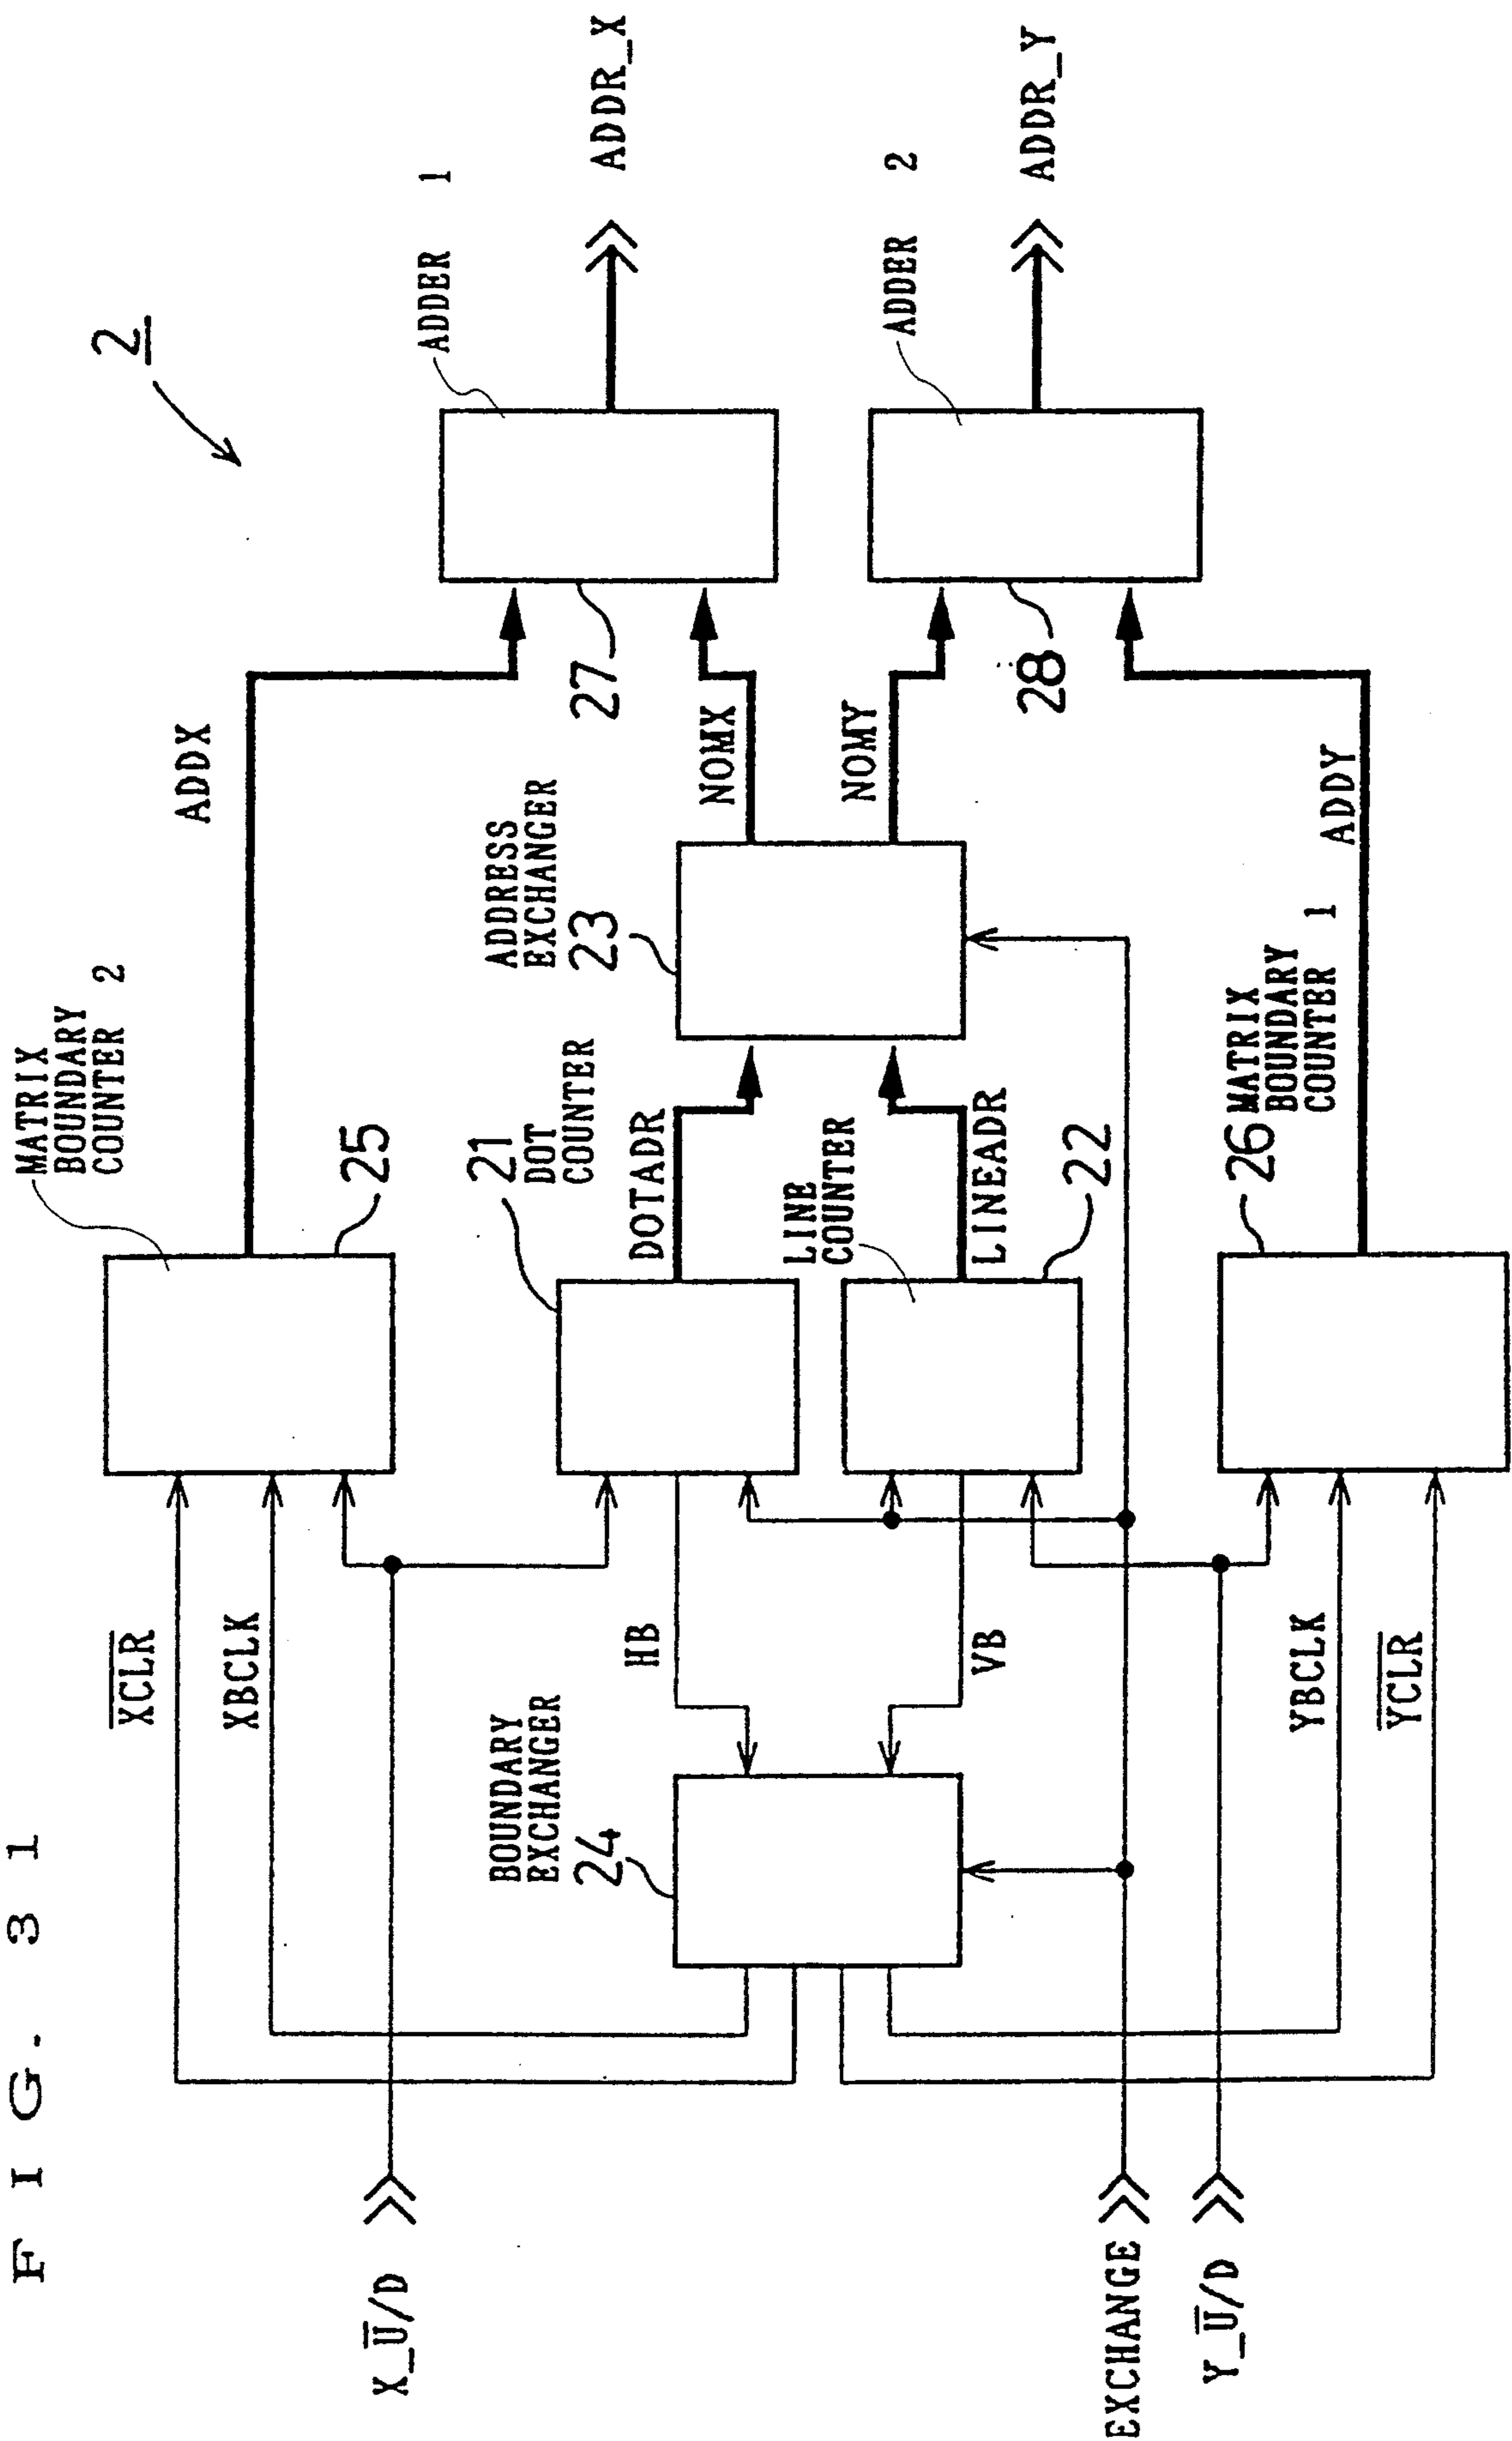 FIG. 31
2
MATRIX
BOUNDARY
COUNTER 2
25
ADDX
X̅C̅L̅R̅
XBCLK
X_U̅/D
ADDER 1
27
ADDR_X
BOUNDARY
EXCHANGER
24
HB
VB
21
DOT
COUNTER
DOTADR
LINE
COUNTER
LINEADR
22
ADDRESS
EXCHANGER
23
NOMX
NOMY
ADDER 2
28
ADDR_Y
EXCHANGE
Y_U̅/D
YBCLK
Y̅C̅L̅R̅
26
MATRIX
BOUNDARY
COUNTER 1
ADDY